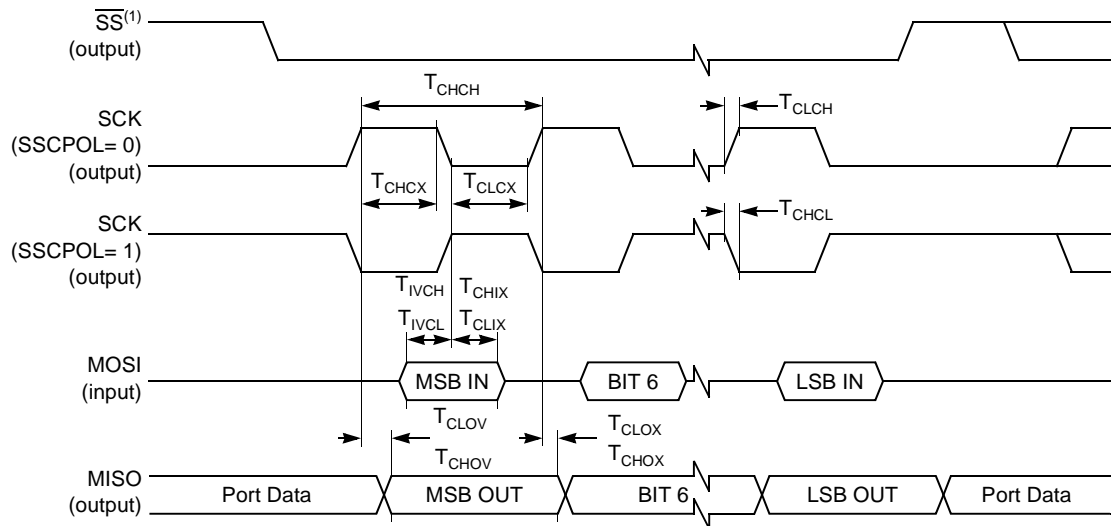 SS(1)
(output)
TCHCH
TCLCH
SCK
(SSCPOL= 0)
(output)
TCHCX
TCLCX
TCHCL
SCK
(SSCPOL= 1)
(output)
TIVCH
TCHIX
TIVCL
TCLIX
MOSI
(input)
MSB IN
BIT 6
LSB IN
TCLOV
TCLOX
TCHOV
TCHOX
MISO
(output)
Port Data
MSB OUT
BIT 6
LSB OUT
Port Data